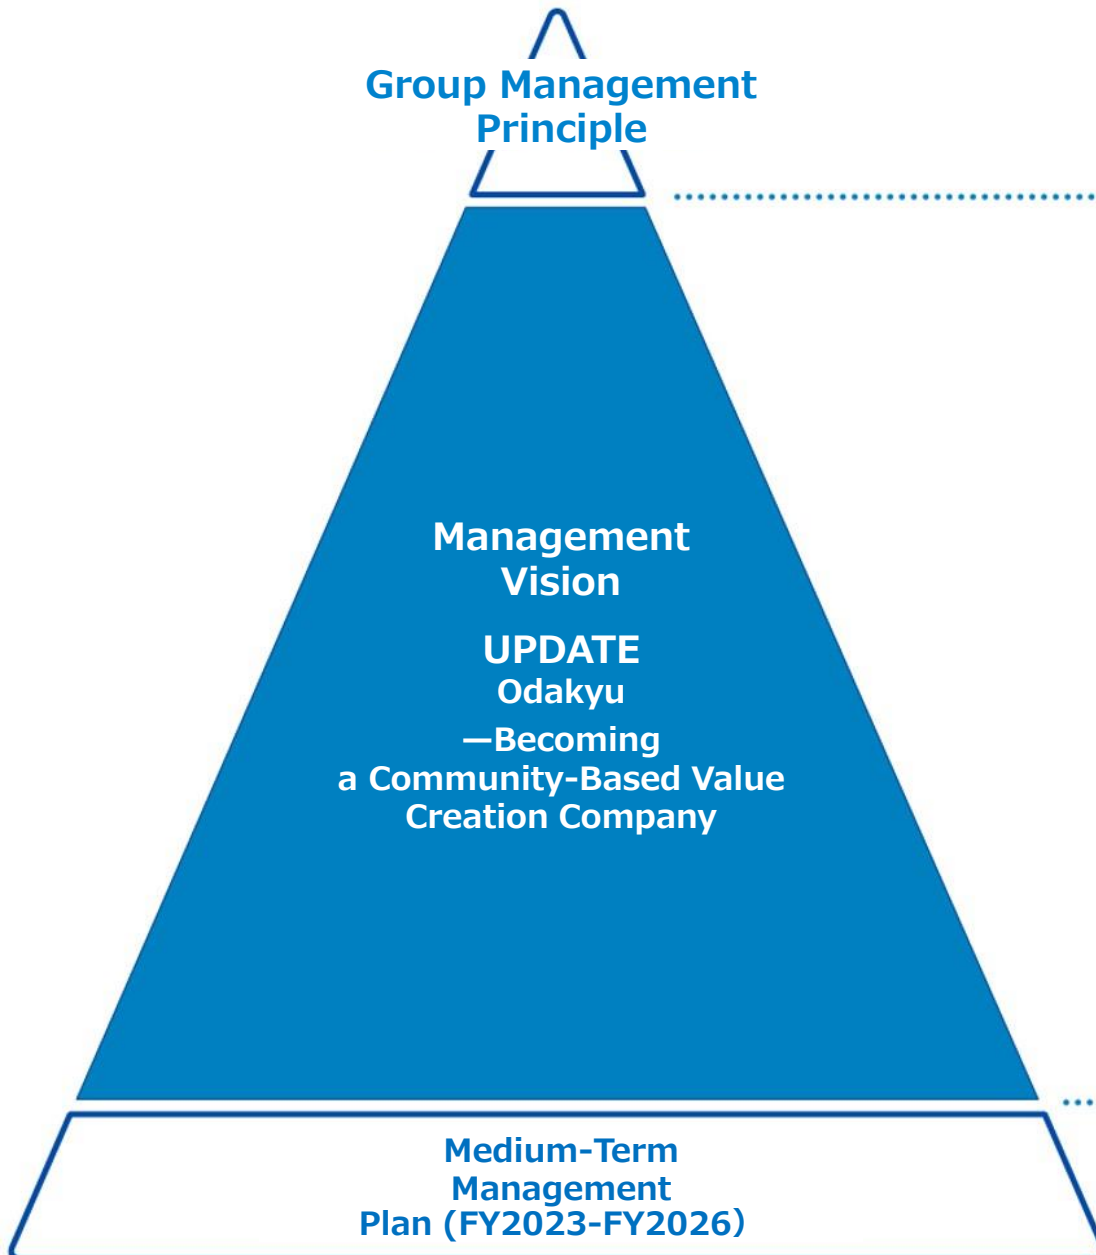 Group Management
Principle
Management
Vision
UPDATE
Odakyu
—Becoming
a Community-Based Value
Creation Company
Medium-Term
Management
Plan (FY2023-FY2026）